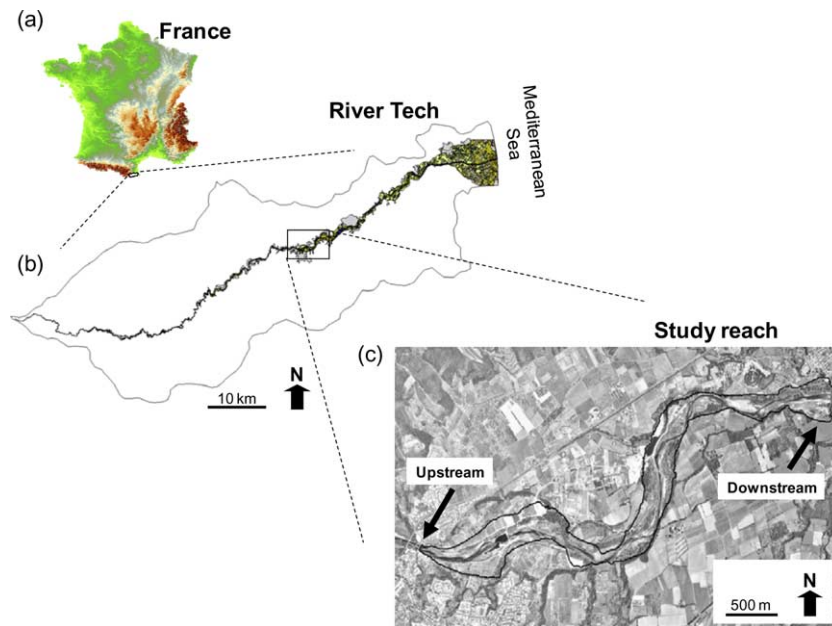 (a)
France
River Tech
Mediterranean
Sea
(b)
N
10 km
Study reach
(c)
Upstream
Downstream
N
500 m